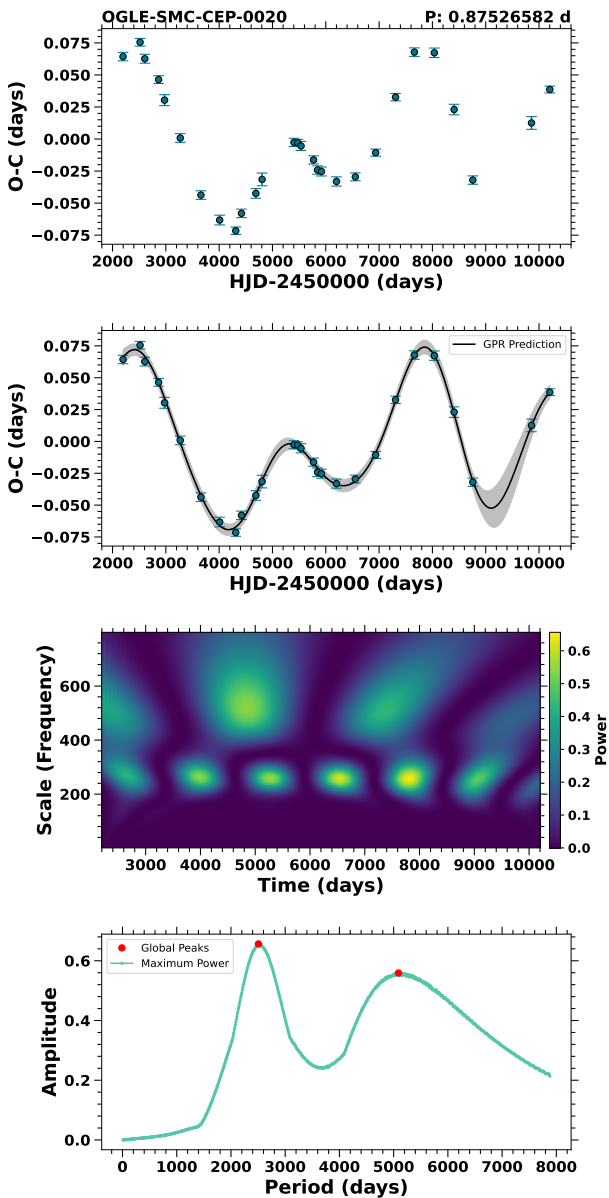 OGLE-SMC-CEP-0020 P: 0.87526582 d
0.075
0.050
0.025
0.000
−0.025
−0.050
−0.075
O-C (days)
2000 3000 4000 5000 6000 7000 8000 9000 10000
HJD-2450000 (days)
GPR Prediction
0.075
0.050
0.025
0.000
−0.025
−0.050
−0.075
O-C (days)
2000 3000 4000 5000 6000 7000 8000 9000 10000
HJD-2450000 (days)
600
400
200
Scale (Frequency)
3000 4000 5000 6000 7000 8000 9000 10000
Time (days)
0.6
0.5
0.4
0.3
0.2
0.1
0.0
Power
Global Peaks
Maximum Power
0.6
0.4
0.2
0.0
Amplitude
0 1000 2000 3000 4000 5000 6000 7000 8000
Period (days)